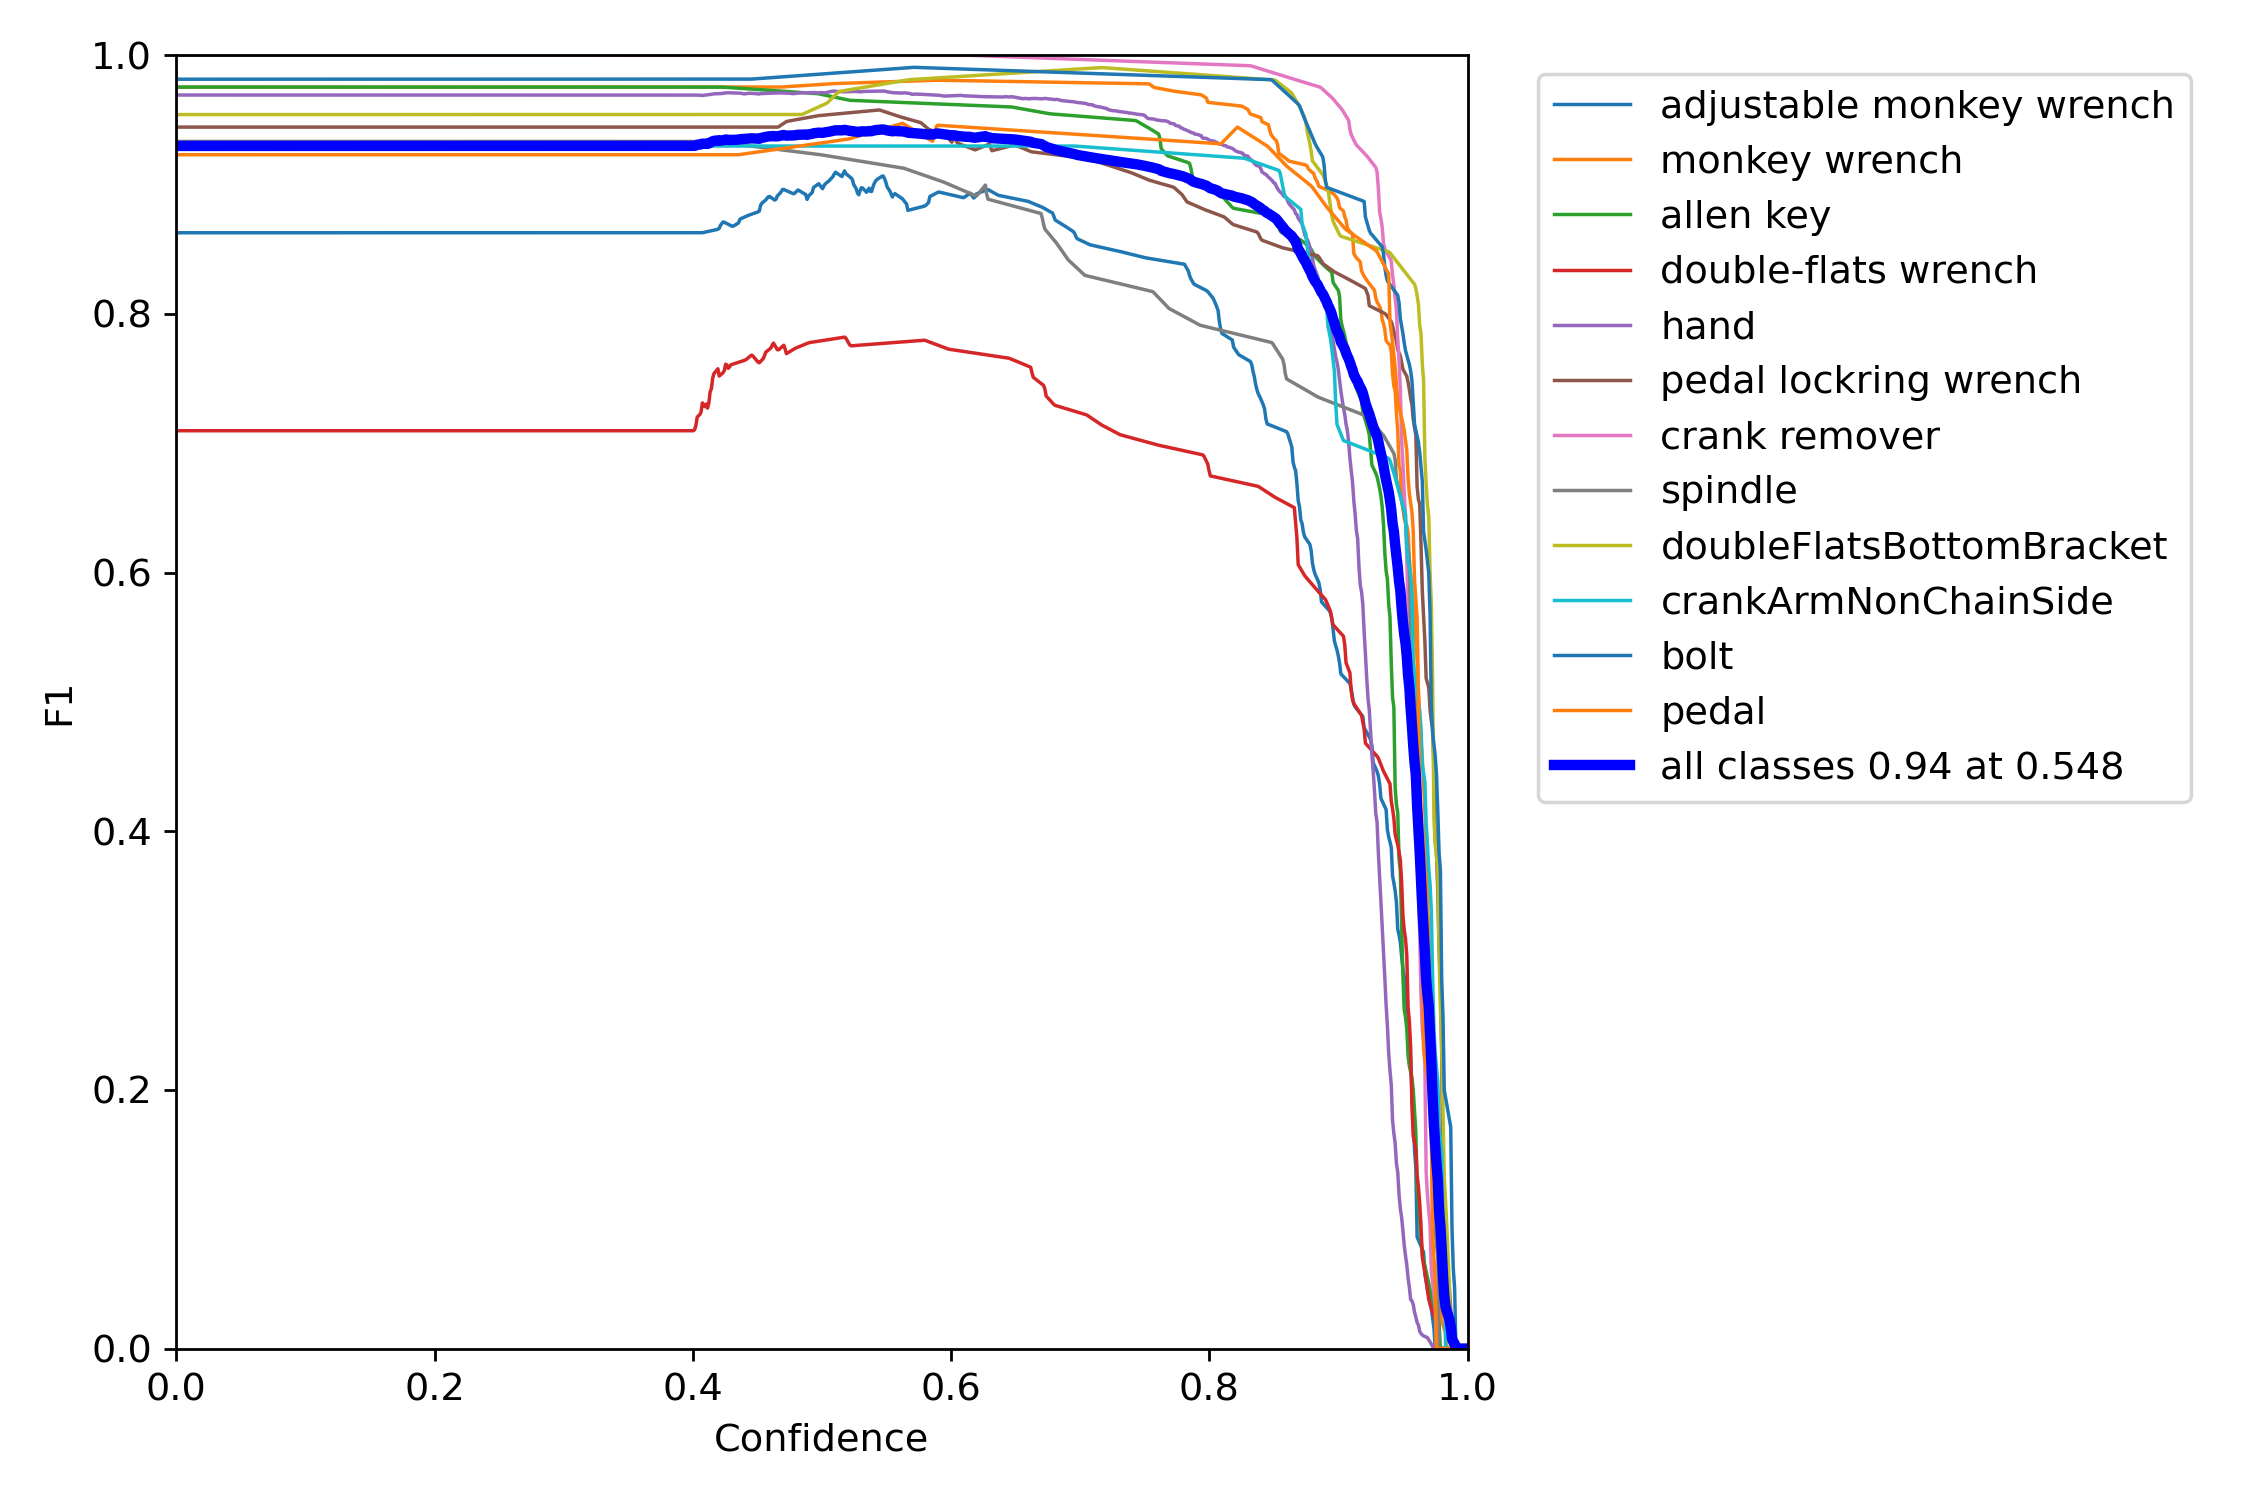 1.0
0.8
0.6
0.4
0.2
0.0
F1
0.0 0.2 0.4 0.6 0.8 1.0
Confidence
adjustable monkey wrench
monkey wrench
allen key
double-flats wrench
hand
pedal lockring wrench
crank remover
spindle
doubleFlatsBottomBracket
crankArmNonChainSide
bolt
pedal
all classes 0.94 at 0.548